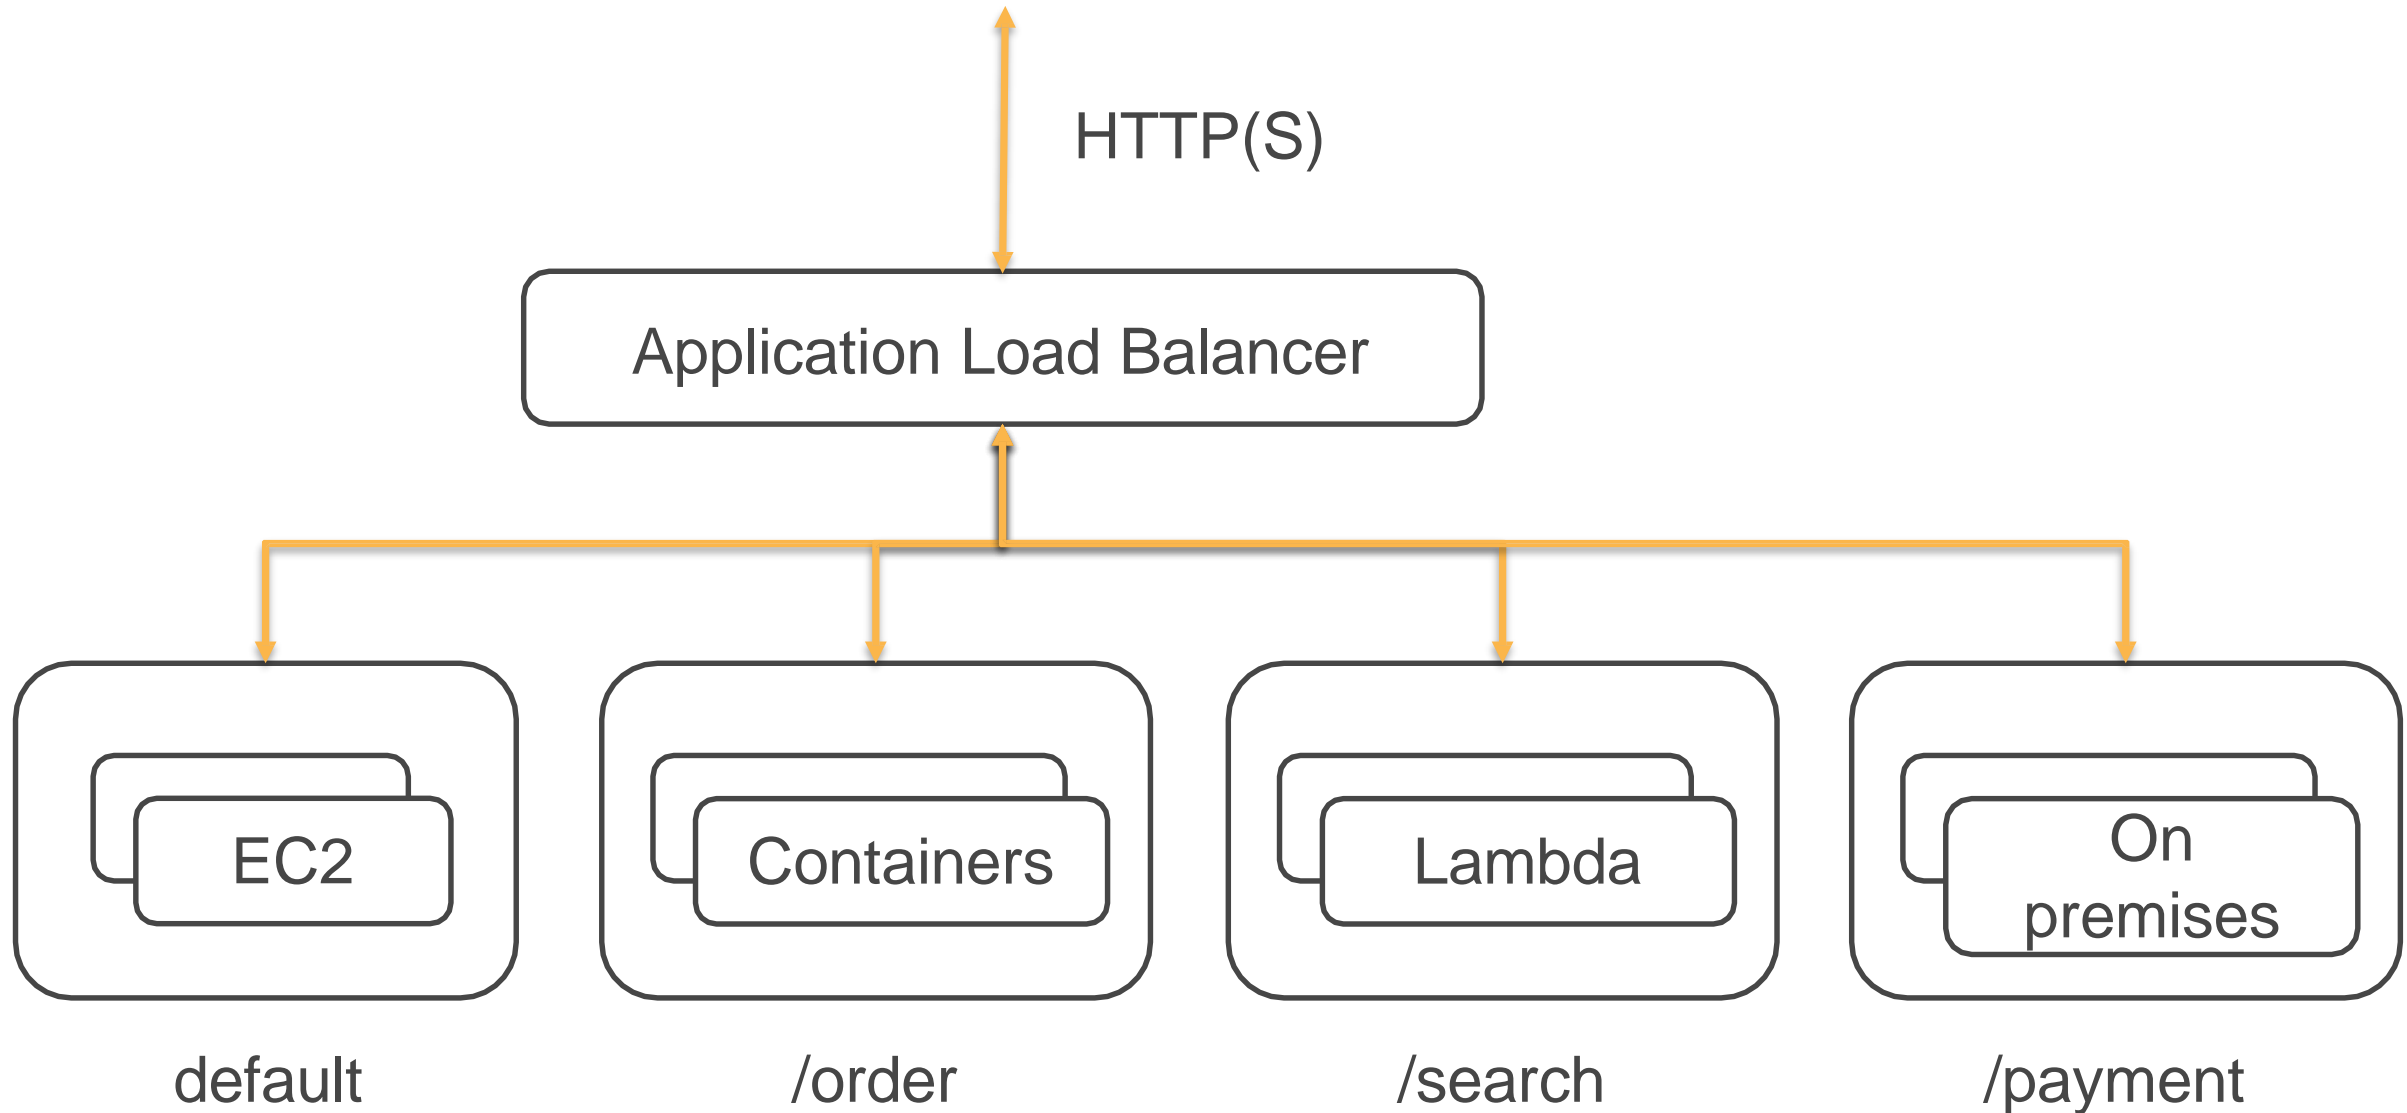 HTTP(S)
Application Load Balancer
EC2
Containers
Lambda
On
premises
default
/order
/search
/payment